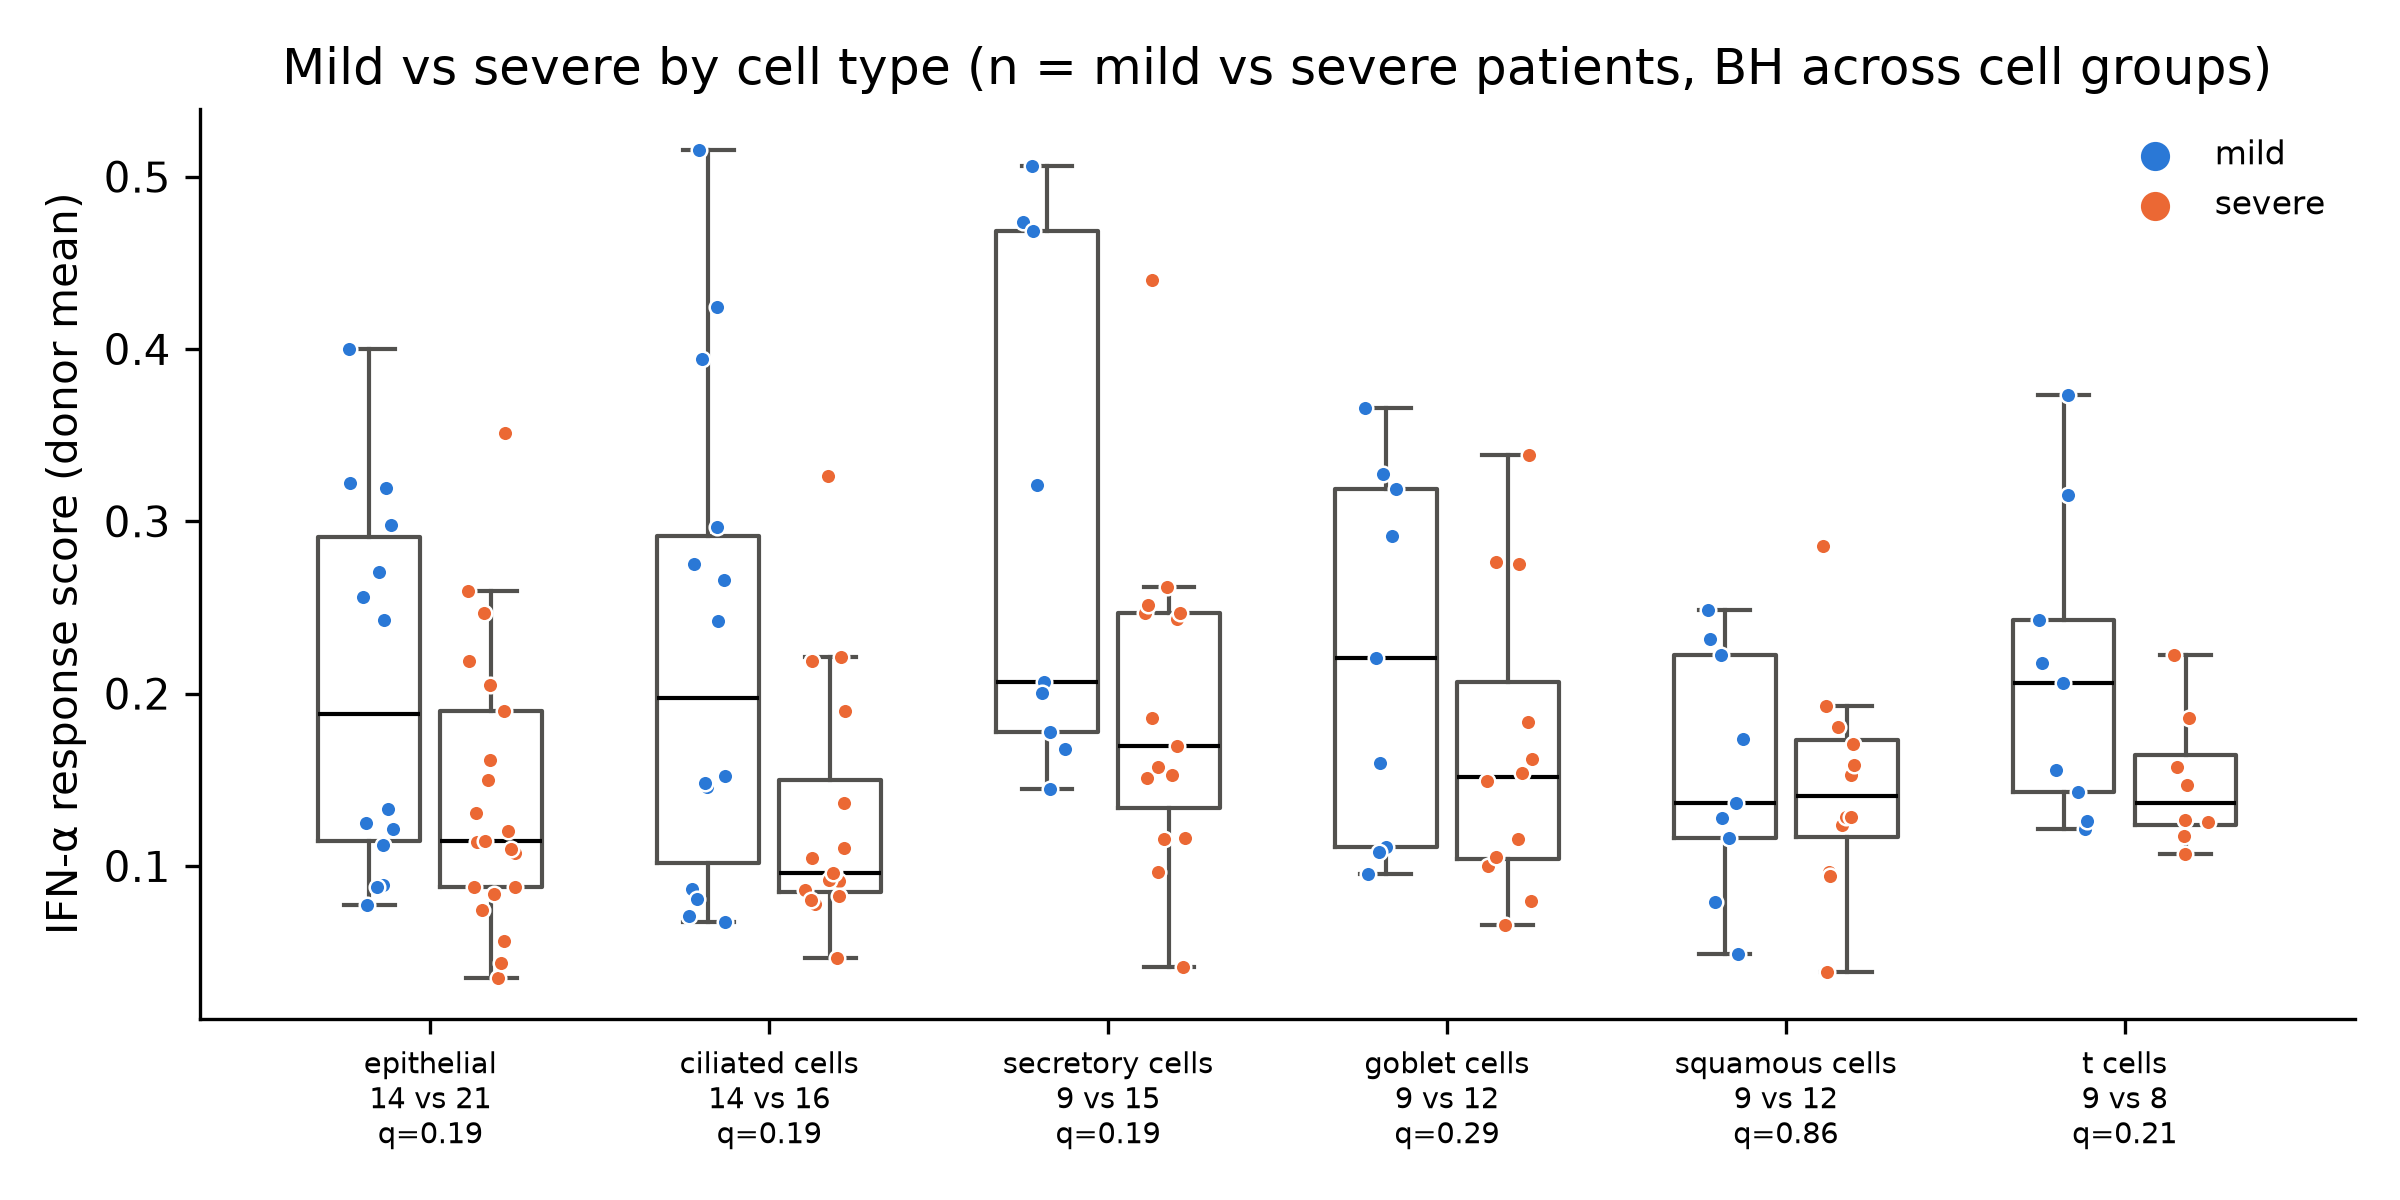 Mild vs severe by cell type (n = mild vs severe patients, BH across cell groups)
IFN-α response score (donor mean)
0.5
0.4
0.3
0.2
0.1
mild
severe
epithelial
14 vs 21
q=0.19
ciliated cells
14 vs 16
q=0.19
secretory cells
9 vs 15
q=0.19
goblet cells
9 vs 12
q=0.29
squamous cells
9 vs 12
q=0.86
t cells
9 vs 8
q=0.21